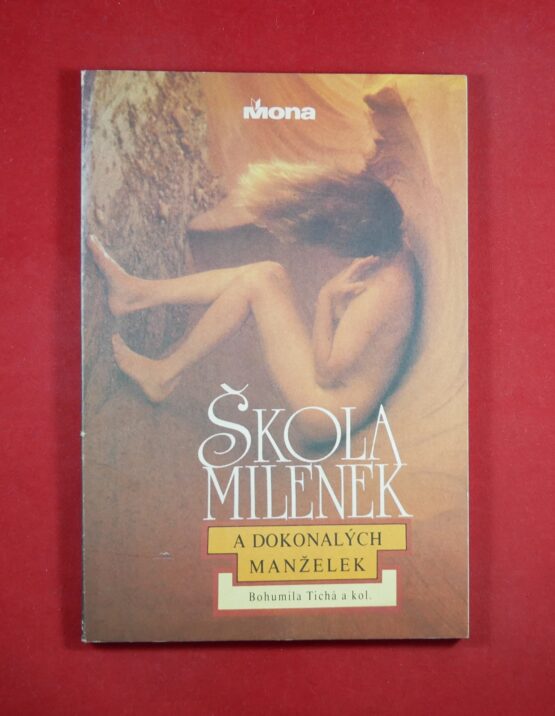 Mona
ŠKOLA
MILENEK
A DOKONALÝCH
MANŽELEK
Bohumila Tichá a kol.